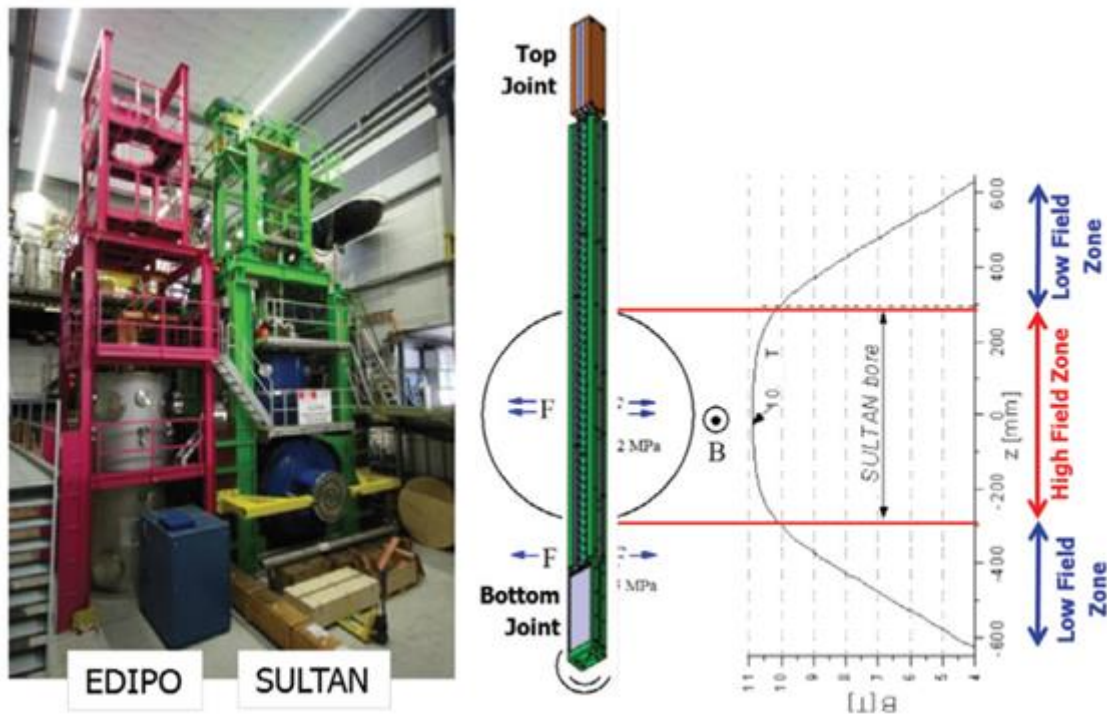 EDIPO
SULTAN
Top
Joint
F
F
2 MPa
B
F
F
MPa
Bottom
Joint
600
400
200
0
-200
-400
-600
Z [mm]
SULTAN bore
T
11
10
9
8
7
6
5
4
B [T]
Low Field
Zone
High Field Zone
Low Field
Zone